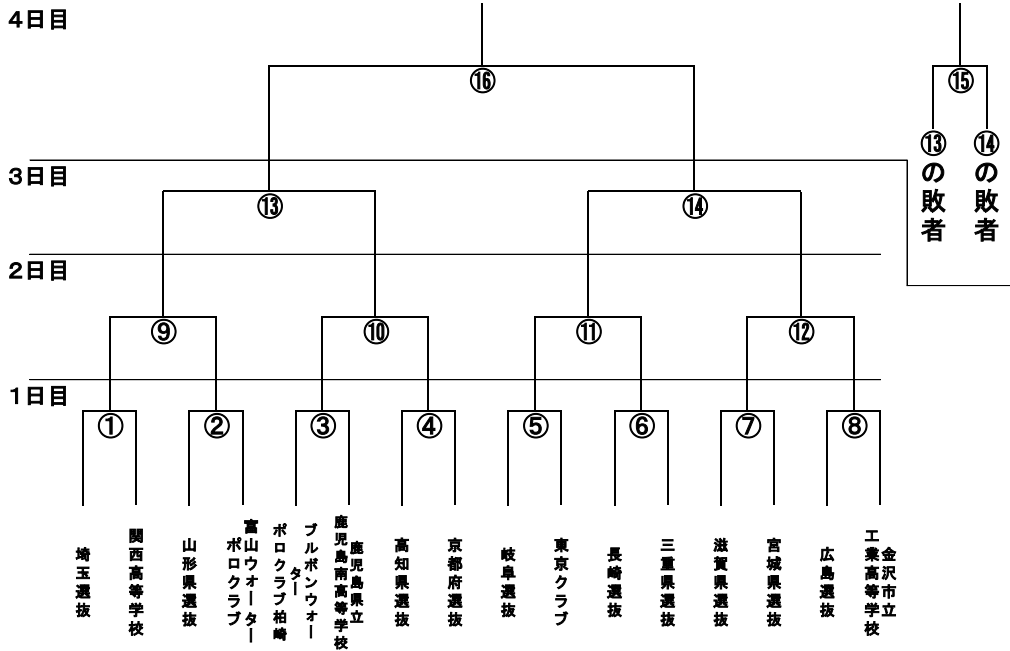 4日目
⑯
⑮
⑬の敗者
⑭の敗者
3日目
⑬
⑭
2日目
⑨
⑩
⑪
⑫
1日目
①
②
③
④
⑤
⑥
⑦
⑧
埼玉選抜
関西高等学校
山形県選抜
富山ウォーター
ポロクラブ
ブルボンウォー
ター
ポロクラブ柏崎
鹿児島県立
鹿児島南高等学校
高知県選抜
京都府選抜
岐阜選抜
東京クラブ
長崎選抜
三重県選抜
滋賀県選抜
宮城県選抜
広島選抜
金沢市立
工業高等学校